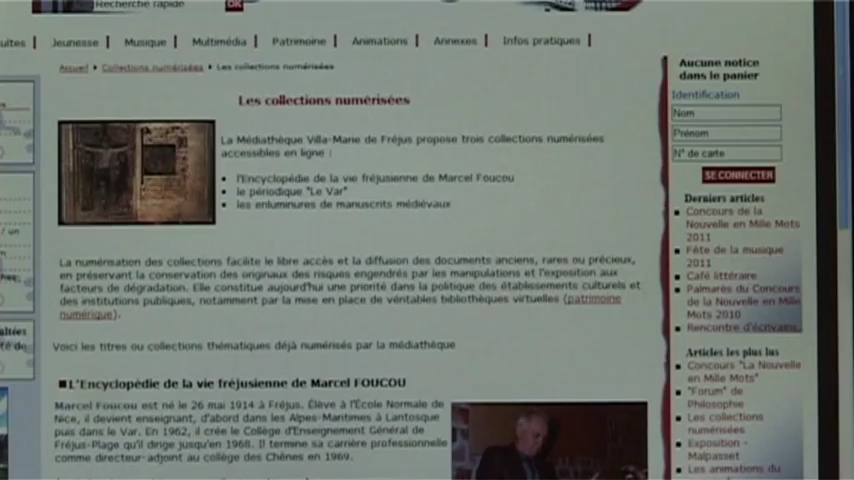 Recherche rapide
OK
uites | Jeunesse | Musique | Multimédia | Patrimoine | Animations | Annexes | Infos pratiques |
Accueil Collections numérisées Les collections numérisées
Les collections numérisées
La Médiathèque Villa-Marie de Fréjus propose trois collections numérisées
accessibles en ligne :
l'Encyclopédie de la vie fréjusienne de Marcel Foucou
le périodique "Le Var"
les enluminures de manuscrits médiévaux
La numérisation des collections facilite le libre accès et la diffusion des documents anciens, rares ou précieux,
en préservant la conservation des originaux des risques engendrés par les manipulations et l'exposition aux
facteurs de dégradation. Elle constitue aujourd'hui une priorité dans la politique des établissements culturels et
des institutions publiques, notamment par la mise en place de véritables bibliothèques virtuelles (patrimoine
numérique).
Voici les titres ou collections thématiques déjà numérisés par la médiathèque
L'Encyclopédie de la vie fréjusienne de Marcel FOUCOU
Marcel Foucou est né le 26 mai 1914 à Fréjus. Élève à l'École Normale de
Nice, il devient enseignant, d'abord dans les Alpes-Maritimes à Lantosque
puis dans le Var. En 1962, il crée le Collège d'Enseignement Général de
Fréjus-Plage qu'il dirige jusqu'en 1968. Il termine sa carrière professionnelle
comme directeur-adjoint au collège des Chênes en 1969.
Aucune notice
dans le panier
Identification
Nom
Prénom
N° de carte
SE CONNECTER
Derniers articles
Concours de la
Nouvelle en Mille Mots
2011
Fête de la musique
2011
Café littéraire
Palmarès du Concours
de la Nouvelle en Mille
Mots 2010
Rencontre d'écrivains
Articles les plus lus
Concours "La Nouvelle
en Mille Mots"
"Forum" de
Philosophie
Les collections
numérisées
Exposition -
Malpasset
Les animations du
/ un
ultées
té de